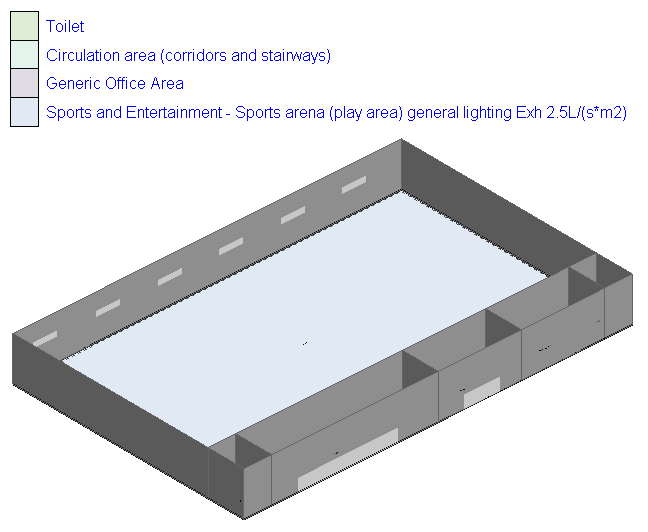 Toilet
Circulation area (corridors and stairways)
Generic Office Area
Sports and Entertainment - Sports arena (play area) general lighting Exh 2.5L/(s*m2)